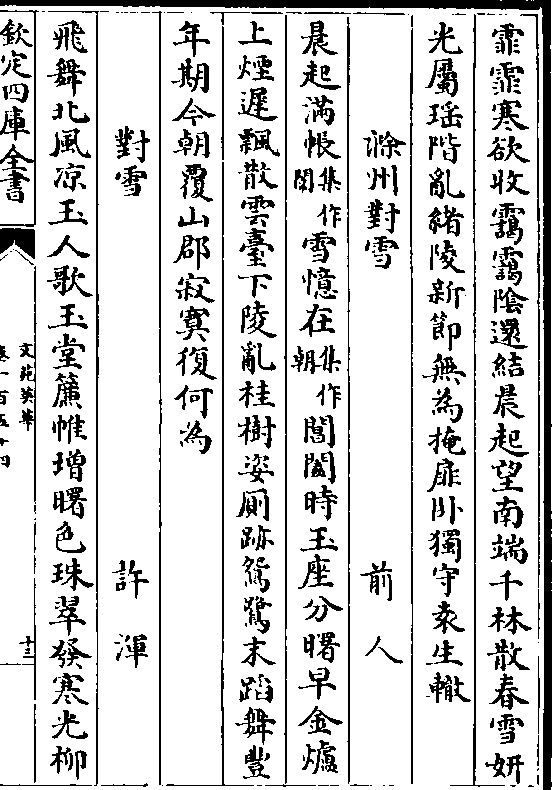 霏霏寒欲收靄靄陰還結晨起望南端千林散春雪妍
光屬瑶階亂緒陵新節無為掩扉卧獨守袁生轍
滁州對雪 前人
晨起滿帳集作閣雪憶在集作朝閶闔時玉座分曙早金爐
上煙遲飄散雲臺下陵亂桂樹姿厠跡鴛鷺末蹈舞豐
年期今朝覆山郡寂寞復何為
對雪 許渾
飛舞北風凉玉人歌玉堂簾帷增曙色珠翠發寒光柳
欽定四庫全書
文苑英華
卷一百五十四
十三